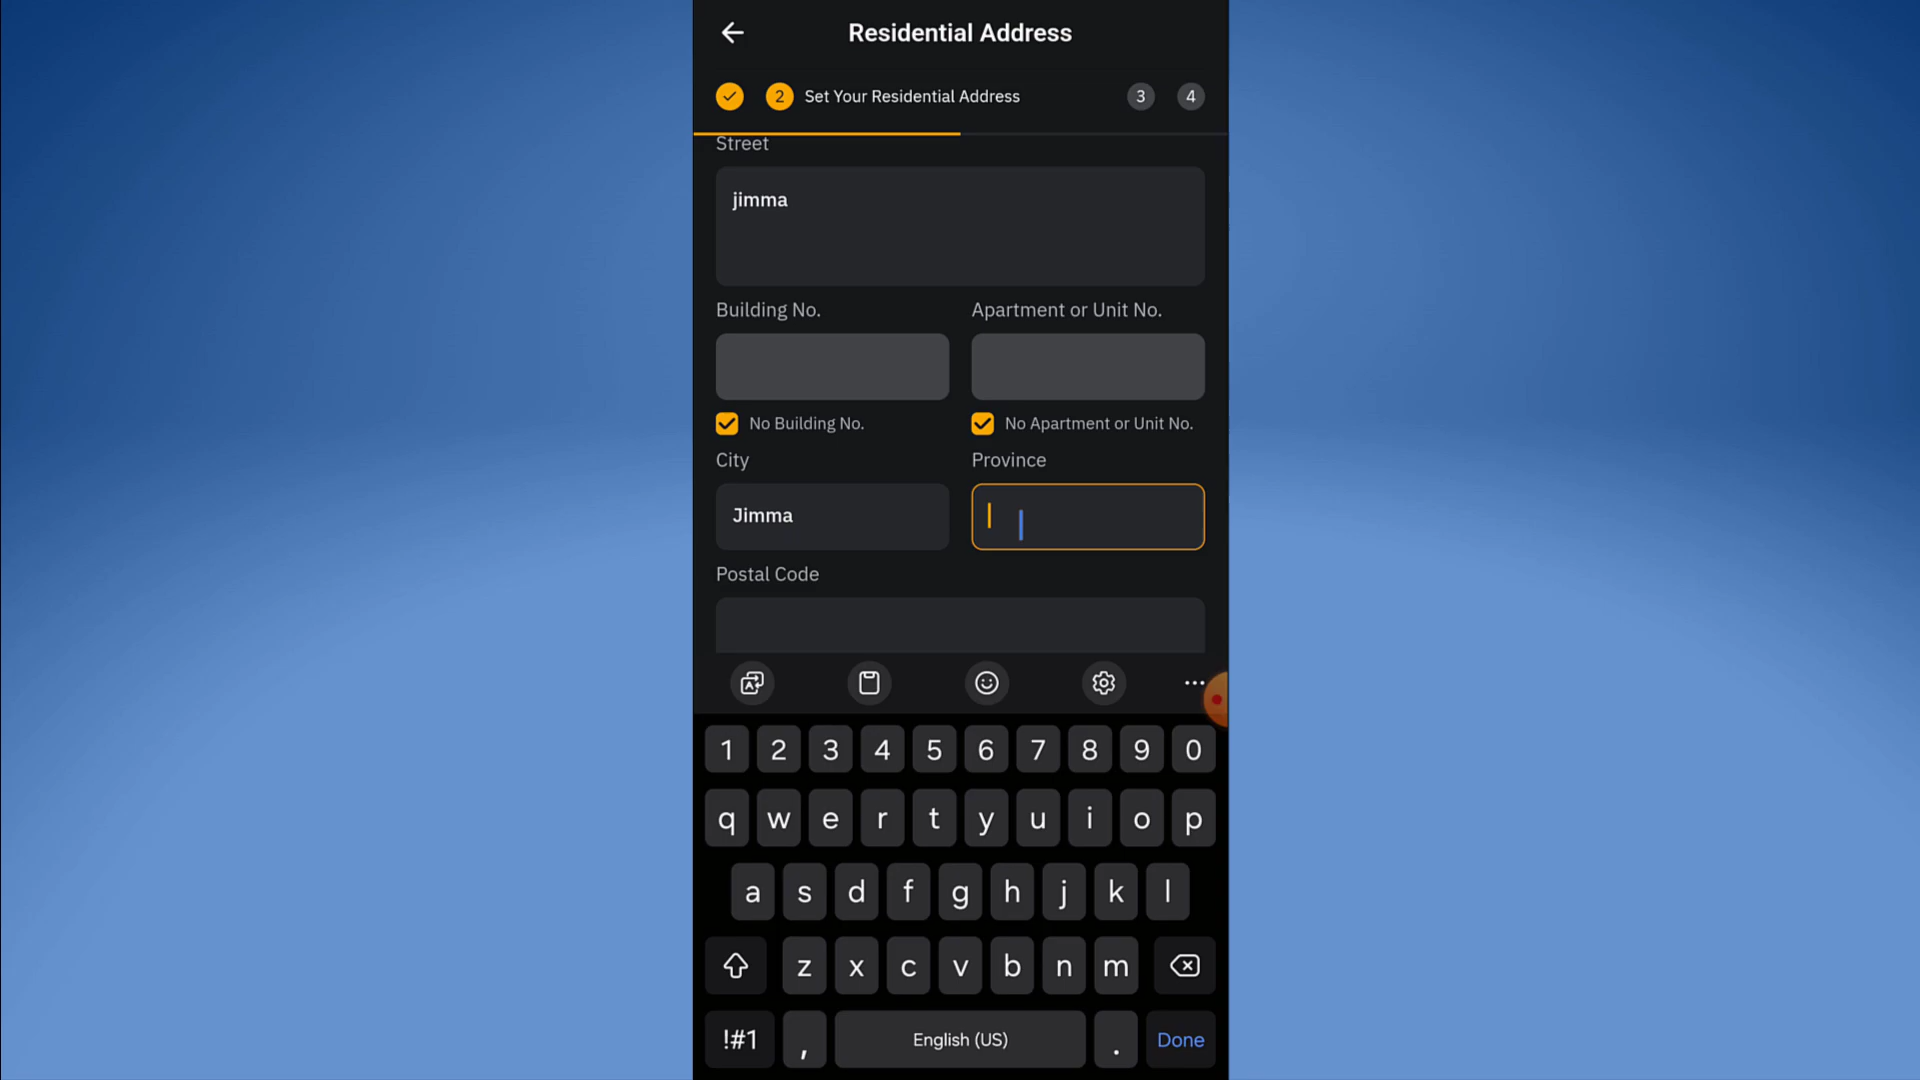 Residential Address
2 Set Your Residential Address 3 4
Street
jimma
Building No. Apartment or Unit No.
No Building No. No Apartment or Unit No.
City Province
Jimma
Postal Code
1 2 3 4 5 6 7 8 9 0
q w e r t y u i o p
a s d f g h j k l
z x c v b n m
!#1 , English (US) . Done